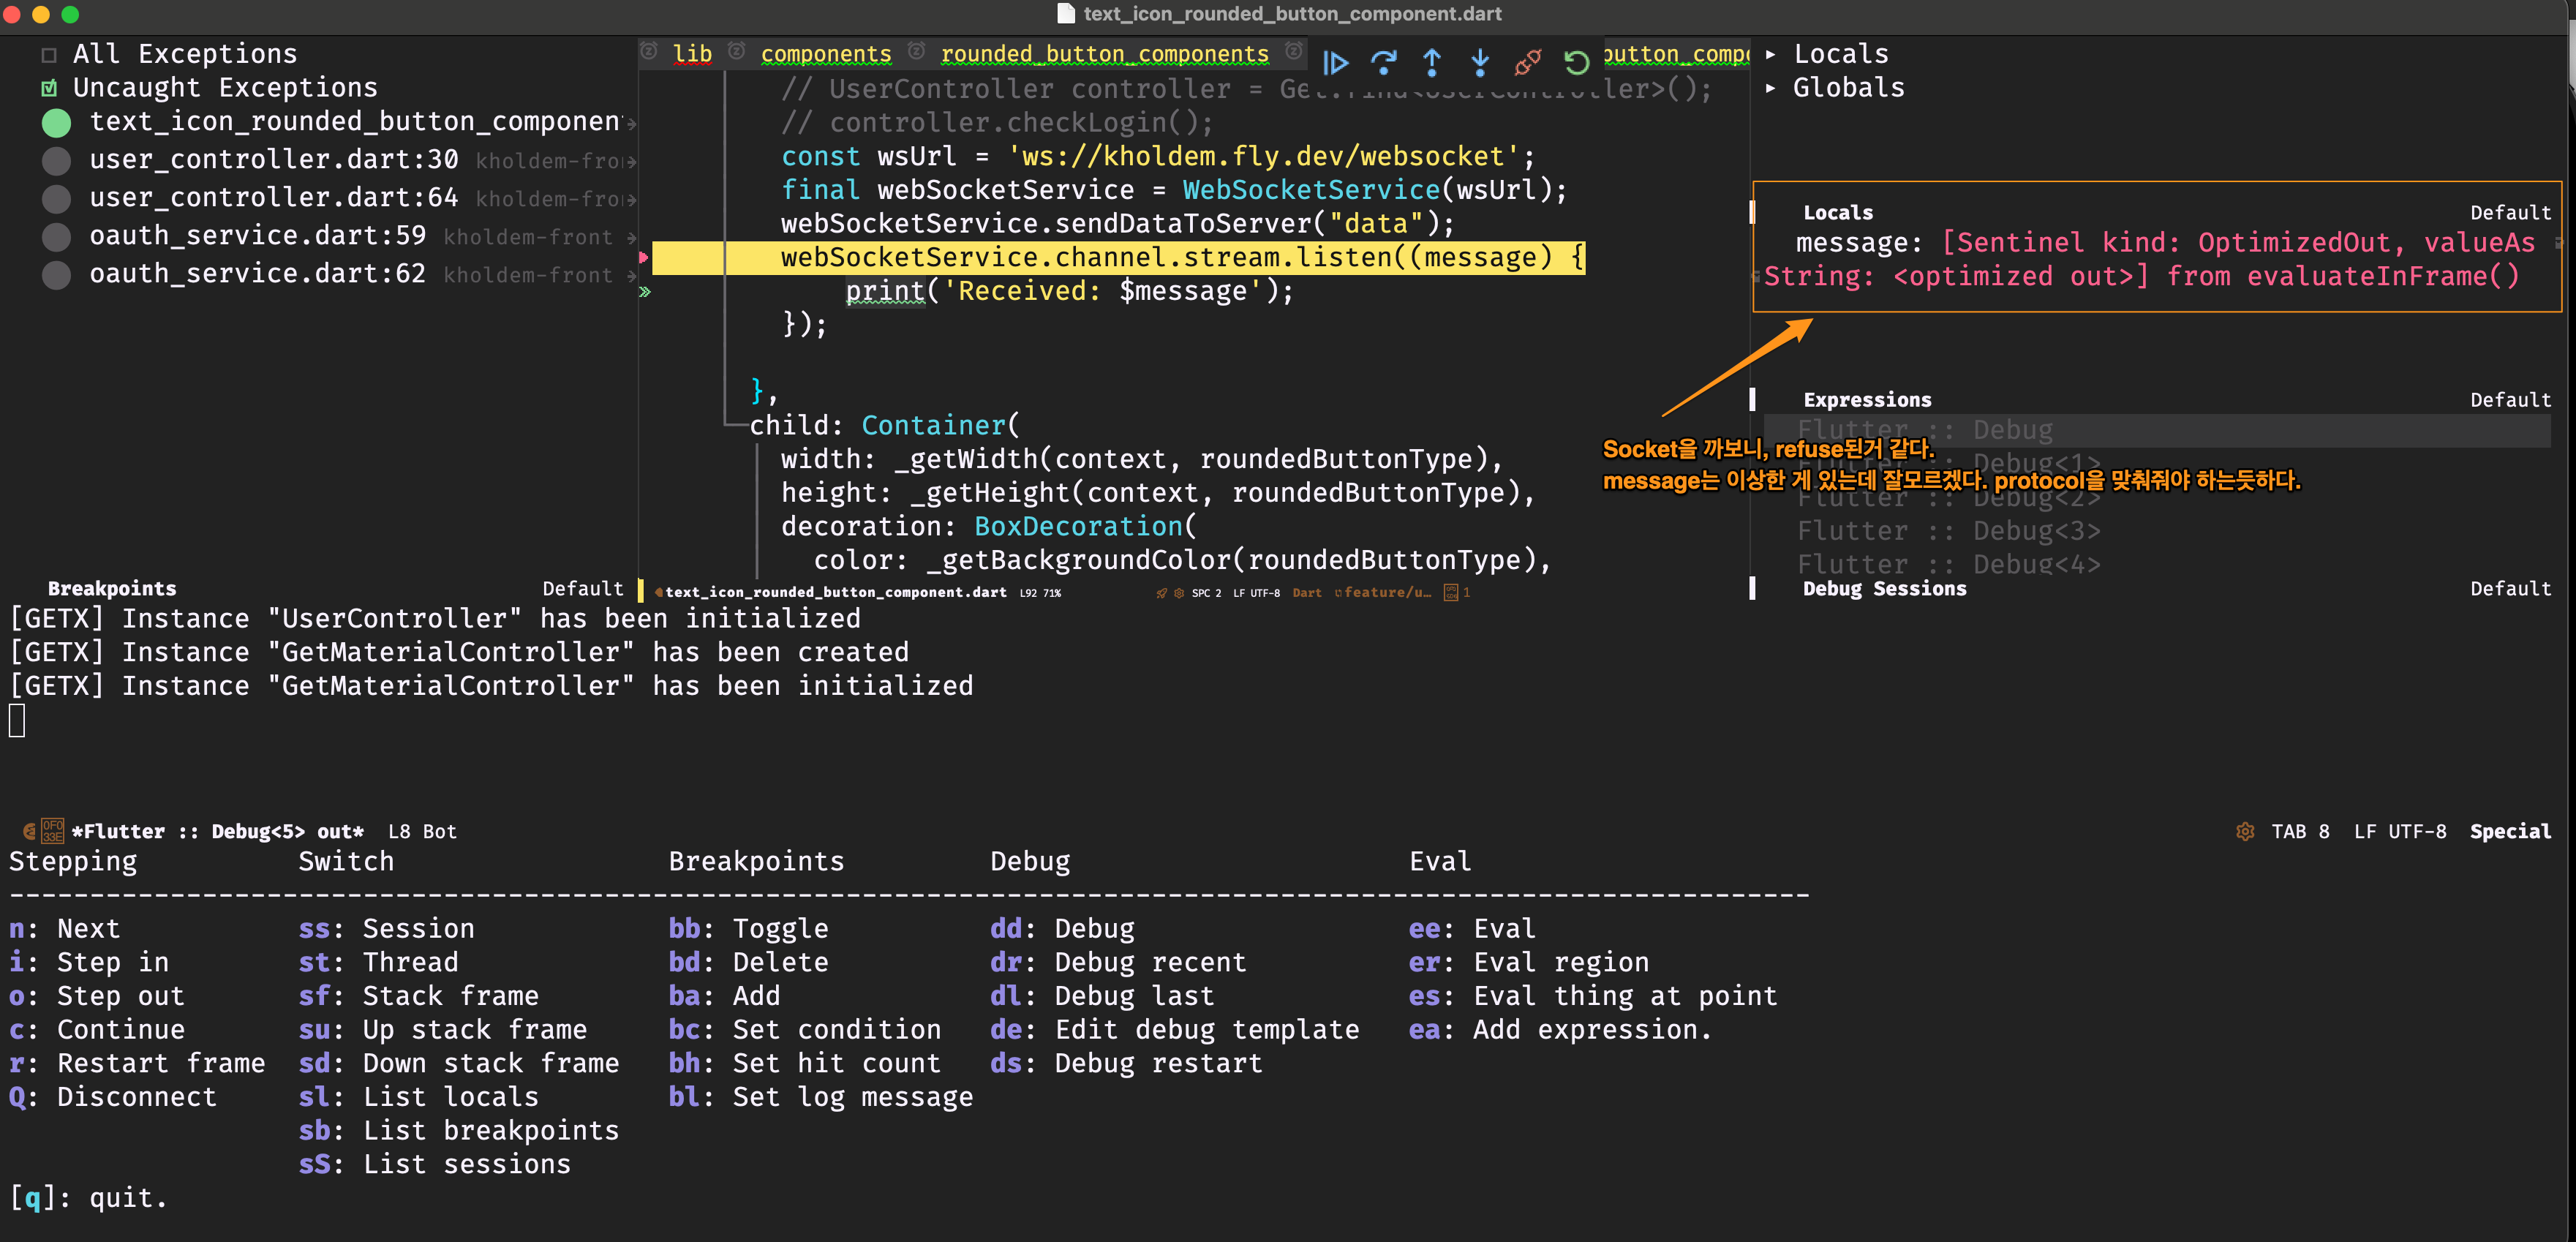 text_icon_rounded_button_component.dart
All Exceptions
Uncaught Exceptions
text_icon_rounded_button_componen
user_controller.dart:30 kholdem-fro
user_controller.dart:64 kholdem-fro
oauth_service.dart:59 kholdem-front
oauth_service.dart:62 kholdem-front
Breakpoints Default
lib components rounded_button_components button_comp
// UserController controller = Get.find<UserController>();
// controller.checkLogin();
const wsUrl = 'ws://kholdem.fly.dev/websocket';
final webSocketService = WebSocketService(wsUrl);
webSocketService.sendDataToServer("data");
webSocketService.channel.stream.listen((message) {
print('Received: $message');
});
},
child: Container(
width: _getWidth(context, roundedButtonType),
height: _getHeight(context, roundedButtonType),
decoration: BoxDecoration(
color: _getBackgroundColor(roundedButtonType),
text_icon_rounded_button_component.dart L92 71% SPC 2 LF UTF-8 Dart feature/u… 1
Locals
Globals
Locals Default
message: [Sentinel kind: OptimizedOut, valueAs
String: <optimized out>] from evaluateInFrame()
Expressions Default
Flutter :: Debug
Socket을 까보니, refuse된거 같다.
Flutter :: Debug<1>
message는 이상한 게 있는데 잘모르겠다. protocol을 맞춰줘야 하는듯하다.
Flutter :: Debug<2>
Flutter :: Debug<3>
Flutter :: Debug<4>
Debug Sessions Default
[GETX] Instance "UserController" has been initialized
[GETX] Instance "GetMaterialController" has been created
[GETX] Instance "GetMaterialController" has been initialized
*Flutter :: Debug<5> out* L8 Bot TAB 8 LF UTF-8 Special
Stepping Switch Breakpoints Debug Eval
n: Next ss: Session bb: Toggle dd: Debug ee: Eval
i: Step in st: Thread bd: Delete dr: Debug recent er: Eval region
o: Step out sf: Stack frame ba: Add dl: Debug last es: Eval thing at point
c: Continue su: Up stack frame bc: Set condition de: Edit debug template ea: Add expression.
r: Restart frame sd: Down stack frame bh: Set hit count ds: Debug restart
Q: Disconnect sl: List locals bl: Set log message
sb: List breakpoints
sS: List sessions
[q]: quit.